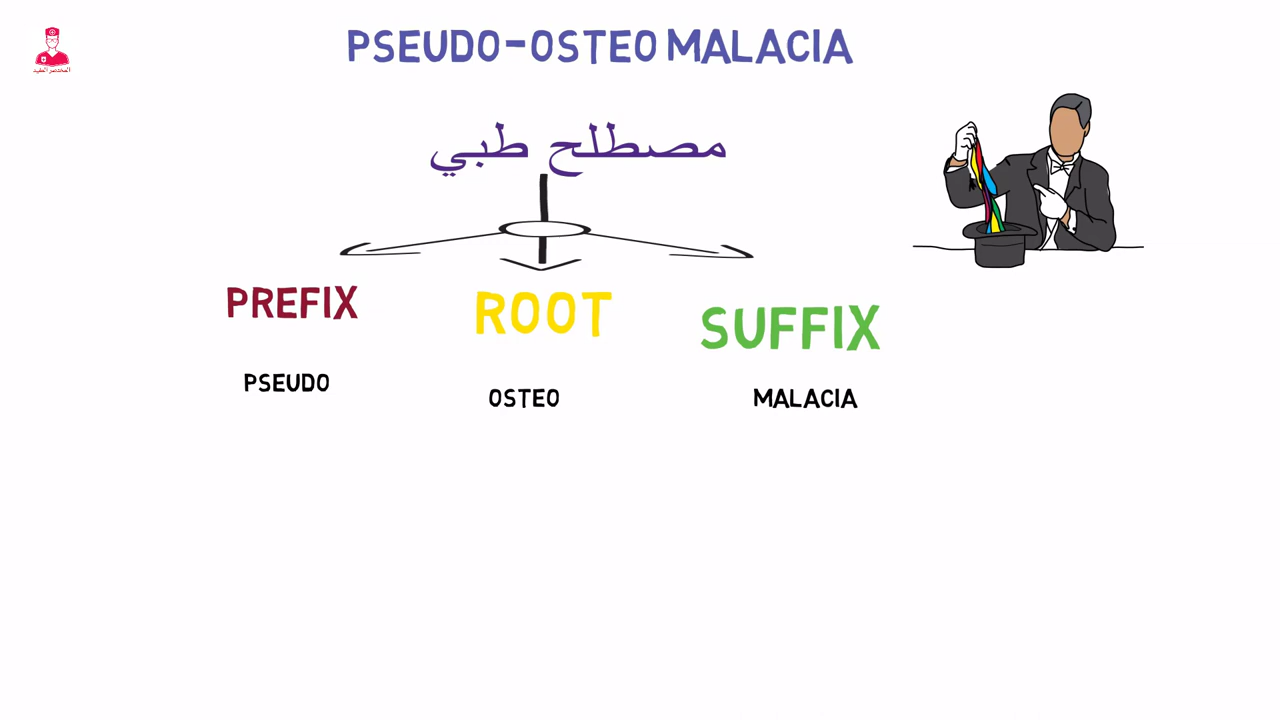 PSEUDO-OSTEO MALACIA
مصطلح طبي
PREFIX ROOT SUFFIX
PSEUDO OSTEO MALACIA